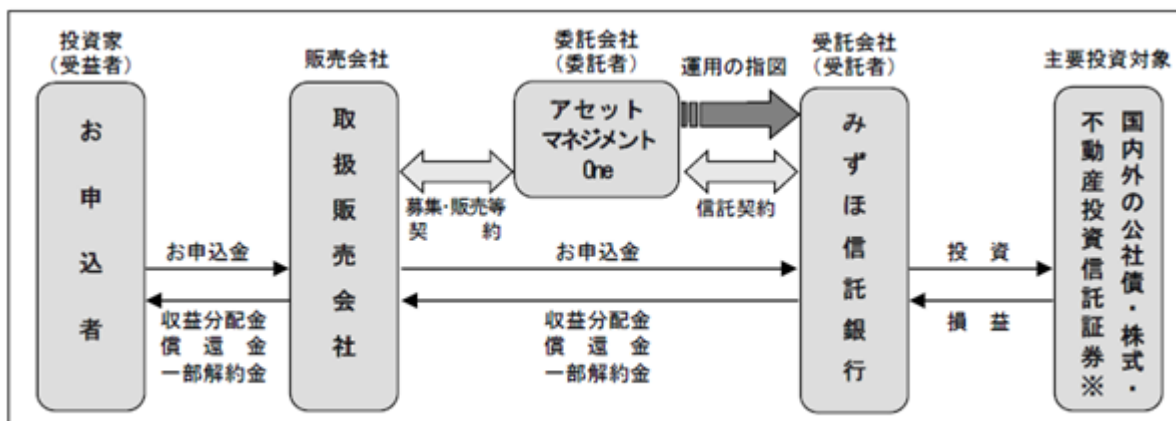 投資家
(受益者)
お申込者
お申込金
収益分配金
償還金
一部解約金
販売会社
取扱販売会社
募集・販売等
契約
委託会社
(委託者)
アセット
マネジメント
One
運用の指図
信託契約
お申込金
収益分配金
償還金
一部解約金
受託会社
(受託者)
みずほ信託銀行
投資
損益
主要投資対象
国内外の公社債・株式・
不動産投資信託証券※